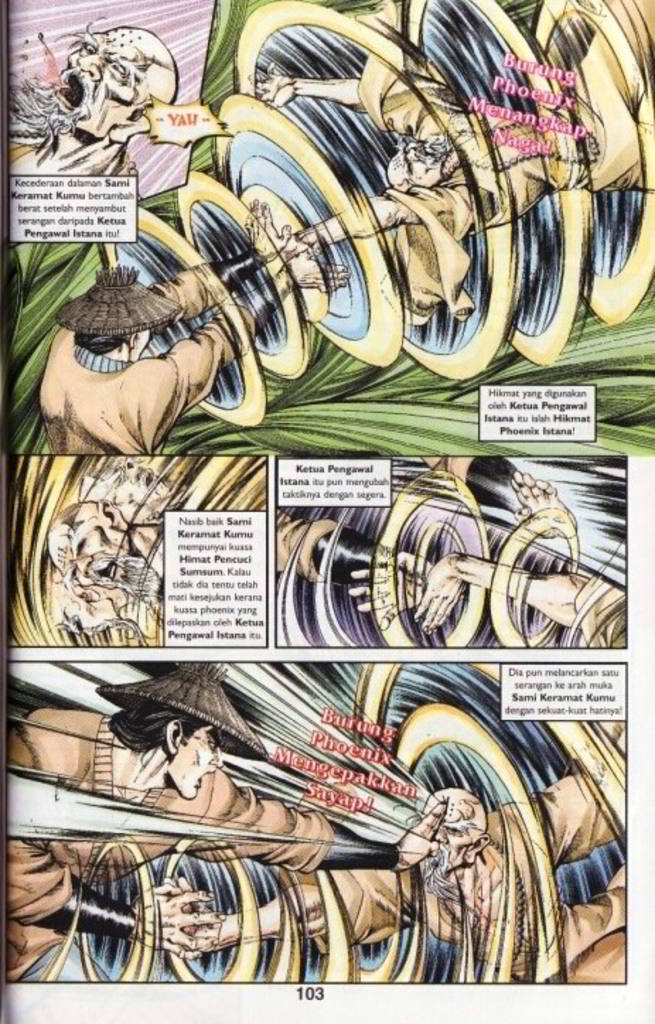 "YAU"
Kecederaan dalaman Sami
Keramat Kumu bertambah
berat setelah menyambut
serangan daripada Ketua
Pengawal Istana itu!
Burung
Phoenix
Menangkap
Naga!
Hikmat yang digunakan
oleh Ketua Pengawal
Istana itu ialah Hikmat
Phoenix Istana!
Nasib baik Sami
Keramat Kumu
mempunyai kuasa
Himat Pencuci
Sumsum. Kalau
tidak dia tentu telah
mati kesejukan kerana
kuasa phoenix yang
dilepaskan oleh Ketua
Pengawal Istana itu.
Ketua Pengawal
Istana itu pun mengubah
taktiknya dengan segera.
Dia pun melancarkan satu
serangan ke arah muka
Sami Keramat Kumu
dengan sekuat-kuat hatinya!
Burung
Phoenix
Mengepakkan
Sayap!
103